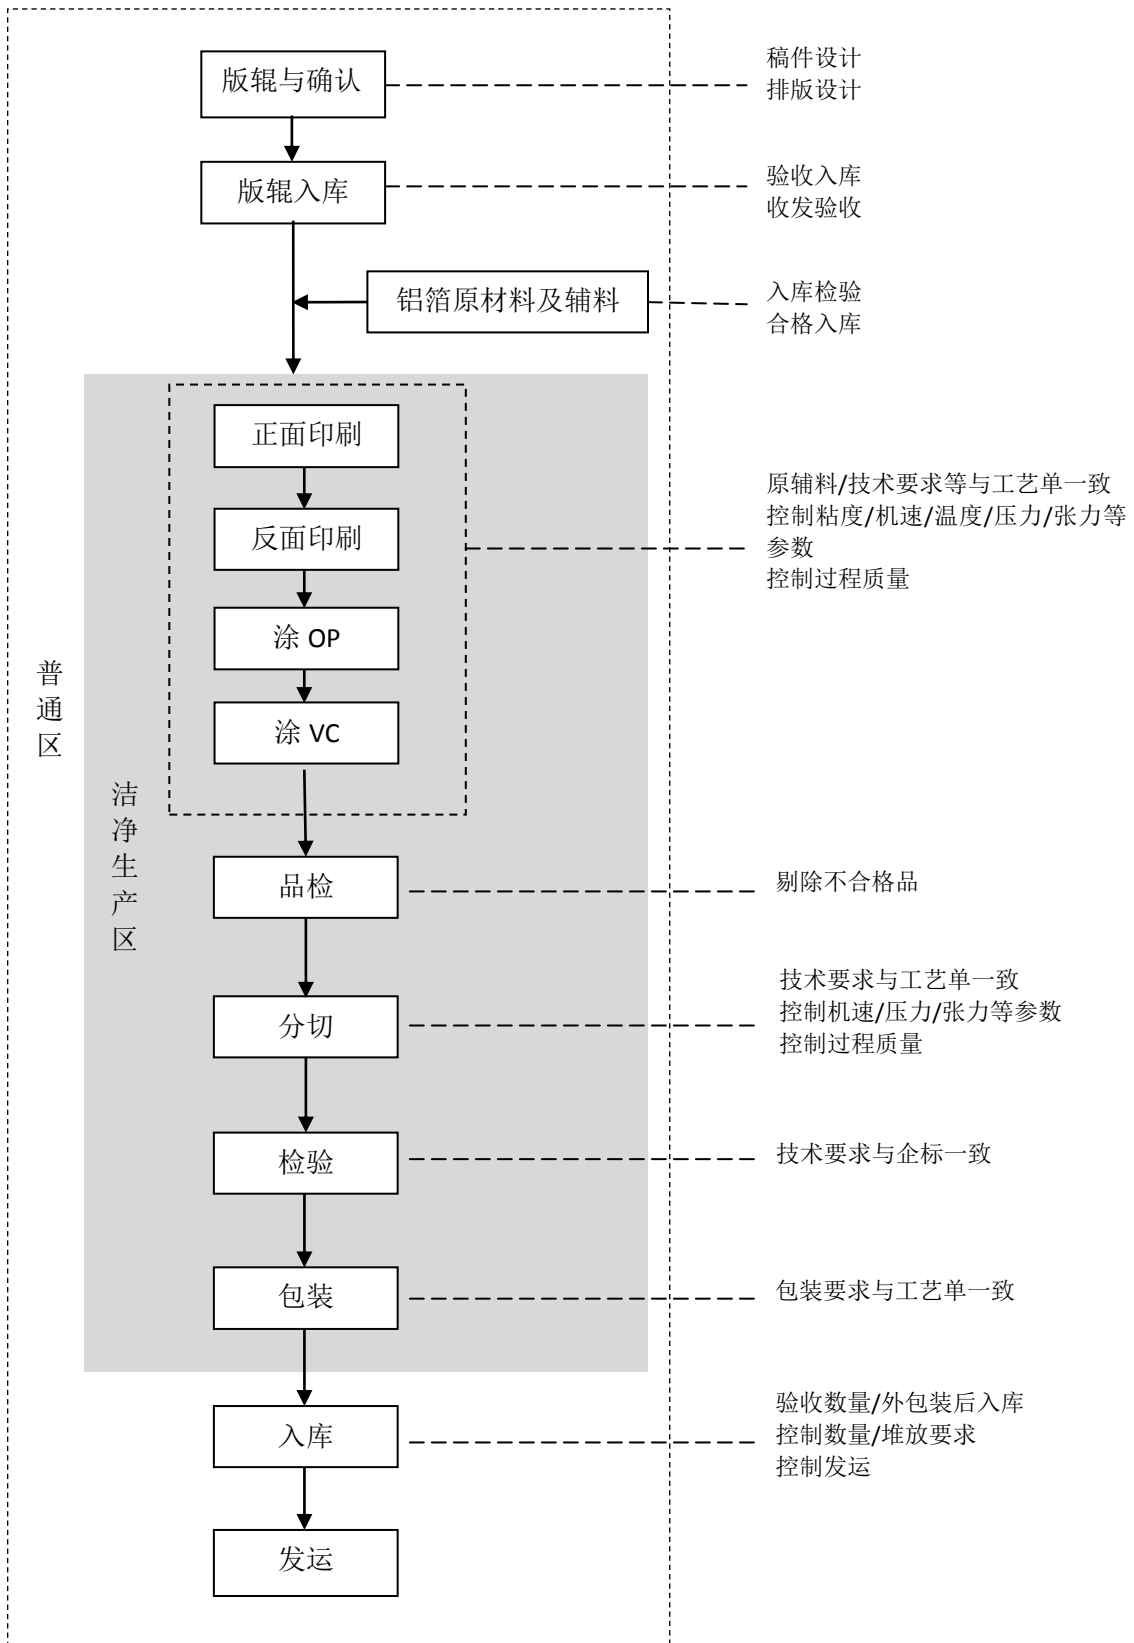 版辊与确认
稿件设计
排版设计
版辊入库
验收入库
收发验收
铝箔原材料及辅料
入库检验
合格入库
正面印刷
反面印刷
原辅料/技术要求等与工艺单一致
控制粘度/机速/温度/压力/张力等
参数
控制过程质量
涂 OP
涂 VC
普通区
洁净生产区
品检
剔除不合格品
分切
技术要求与工艺单一致
控制机速/压力/张力等参数
控制过程质量
检验
技术要求与企标一致
包装
包装要求与工艺单一致
入库
验收数量/外包装后入库
控制数量/堆放要求
控制发运
发运